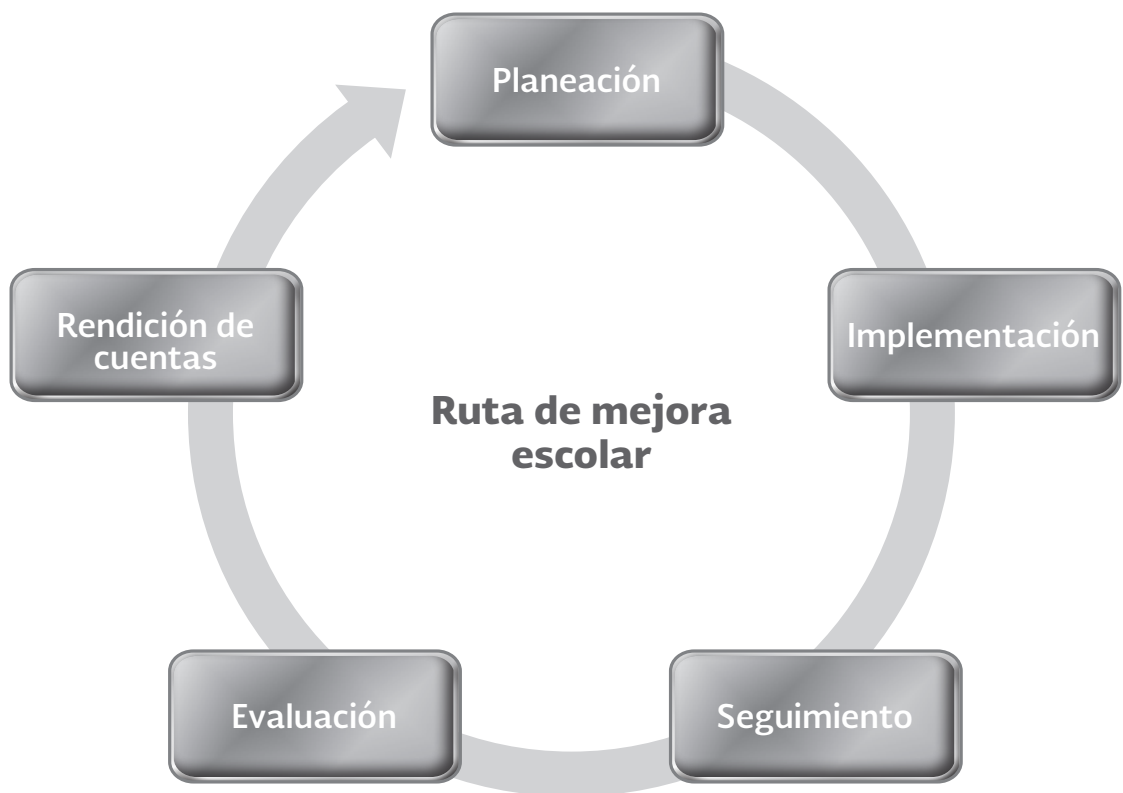 Planeación
Implementación
Seguimiento
Evaluación
Rendición de
cuentas
Ruta de mejora
escolar